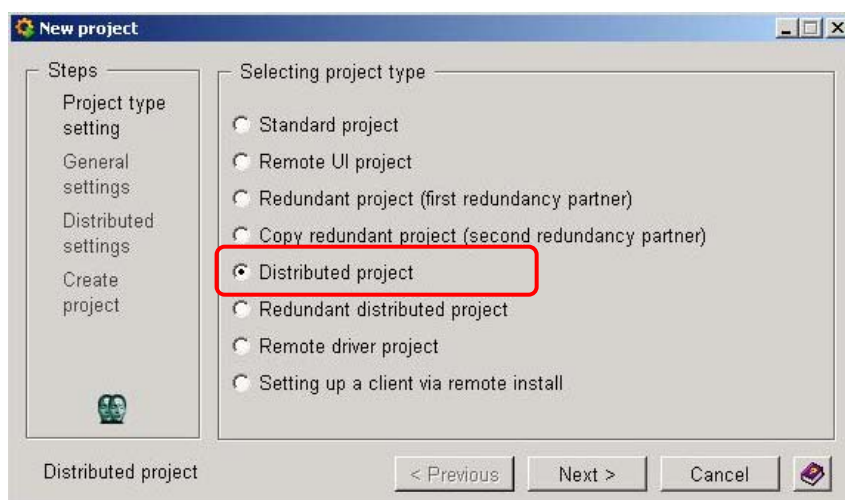 New project
Steps
Project type
setting
General
settings
Distributed
settings
Create
project
Selecting project type
Standard project
Remote UI project
Redundant project (first redundancy partner)
Copy redundant project (second redundancy partner)
Distributed project
Redundant distributed project
Remote driver project
Setting up a client via remote install
Distributed project
< Previous
Next >
Cancel